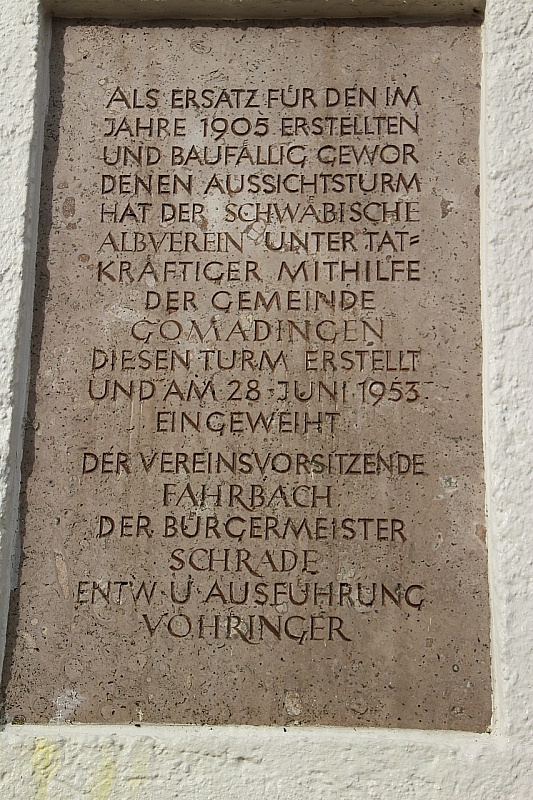 ALS ERSATZ FÜR DEN IM
JAHRE 1905 ERSTELLTEN
UND BAUFÄLLIG GEWOR
DENEN AUSSICHTSTURM
HAT DER SCHWÄBISCHE
ALBVEREIN UNTER TAT=
KRÄFTIGER MITHILFE
DER GEMEINDE
GOMADINGEN
DIESEN TURM ERSTELLT
UND AM 28·JUNI 1953
EINGEWEIHT
DER VEREINSVORSITZENDE
FAHRBACH
DER BÜRGERMEISTER
SCHRADE
ENTW·U·AUSFÜHRUNG
VÖHRINGER